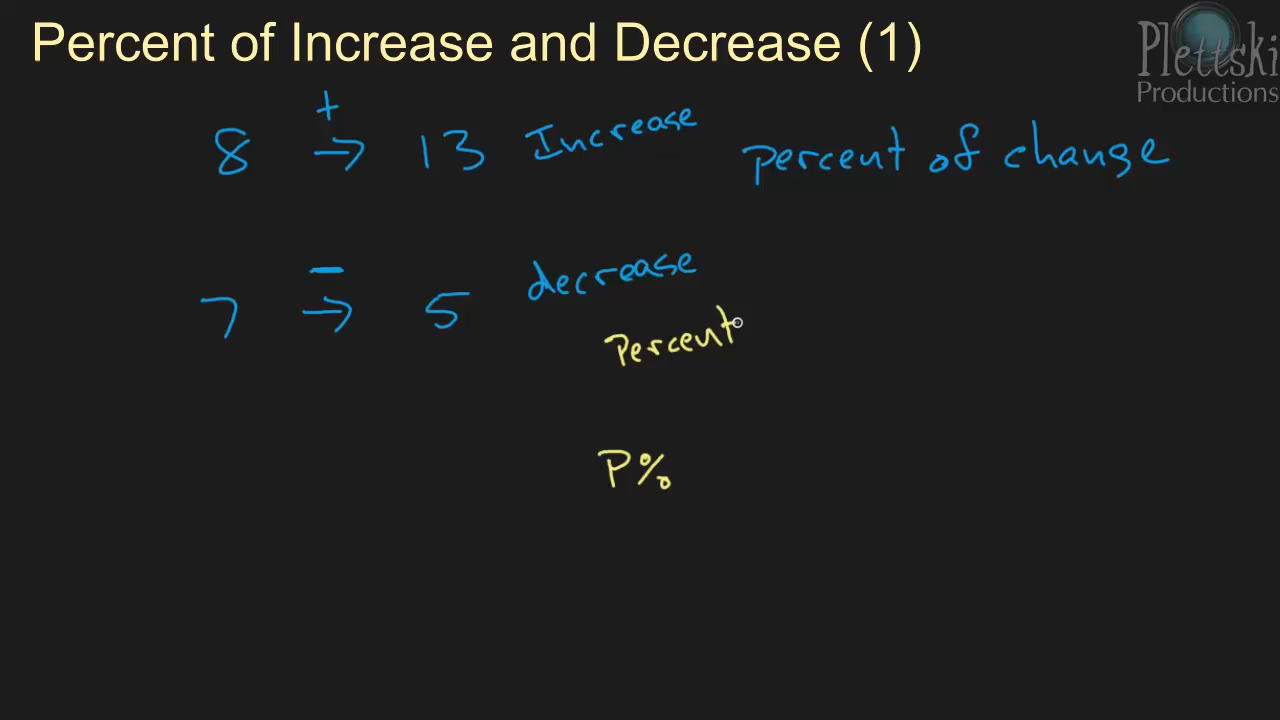 Percent of Increase and Decrease (1)
Plettski
Productions
+
8 → 13 Increase percent of change
−
7 → 5 decrease
Percent
P%